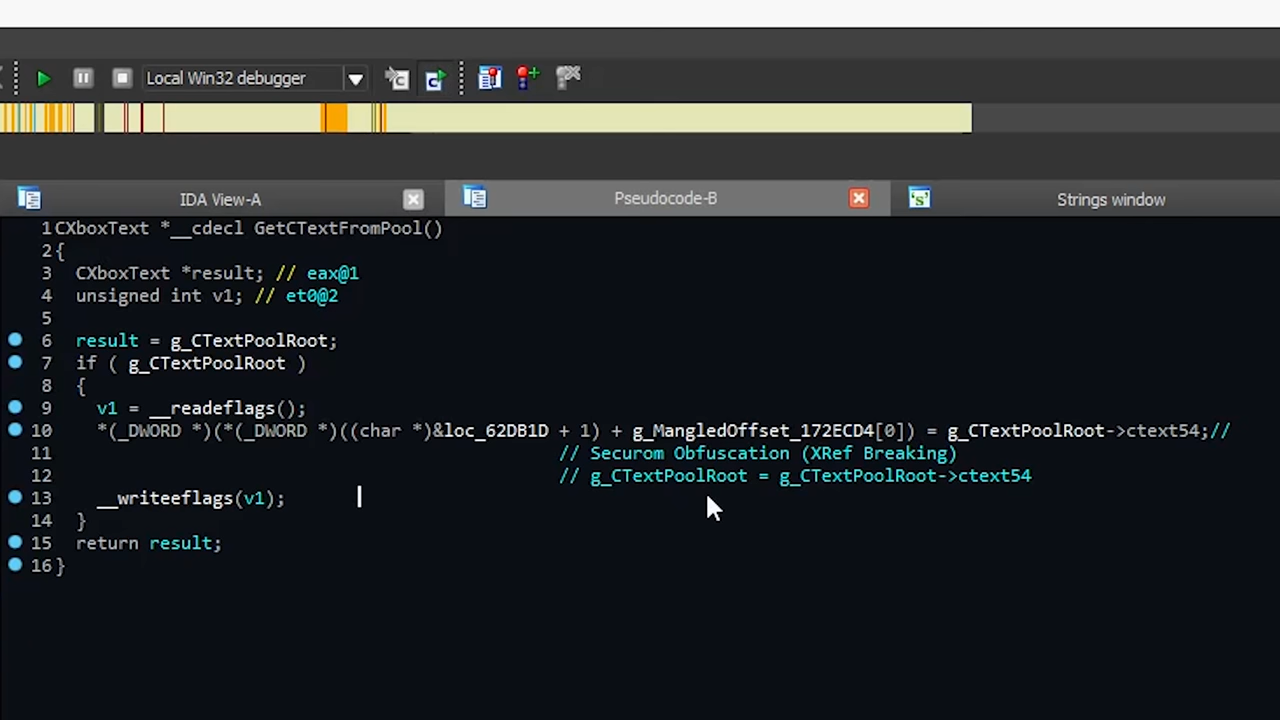 Local Win32 debugger
IDA View-A
Pseudocode-B
Strings window
1 CXboxText *__cdecl GetCTextFromPool()
2 {
3 CXboxText *result; // eax@1
4 unsigned int v1; // et0@2
5
6 result = g_CTextPoolRoot;
7 if ( g_CTextPoolRoot )
8 {
9 v1 = __readeflags();
10 *(_DWORD *)(*(_DWORD *)((char *)&loc_62DB1D + 1) + g_MangledOffset_172ECD4[0]) = g_CTextPoolRoot->ctext54;//
11 // Securom Obfuscation (XRef Breaking)
12 // g_CTextPoolRoot = g_CTextPoolRoot->ctext54
13 __writeeflags(v1);
14 }
15 return result;
16 }